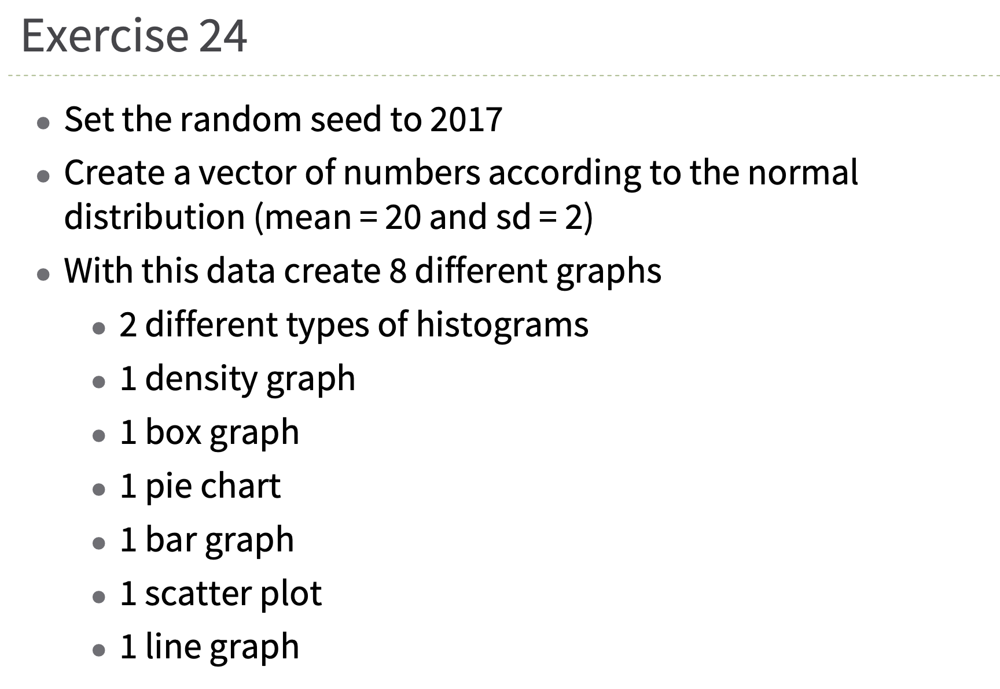 Exercise 24
• Set the random seed to 2017
• Create a vector of numbers according to the normal
distribution (mean = 20 and sd = 2)
• With this data create 8 different graphs
• 2 different types of histograms
• 1 density graph
• 1 box graph
• 1 pie chart
• 1 bar graph
• 1 scatter plot
• 1 line graph